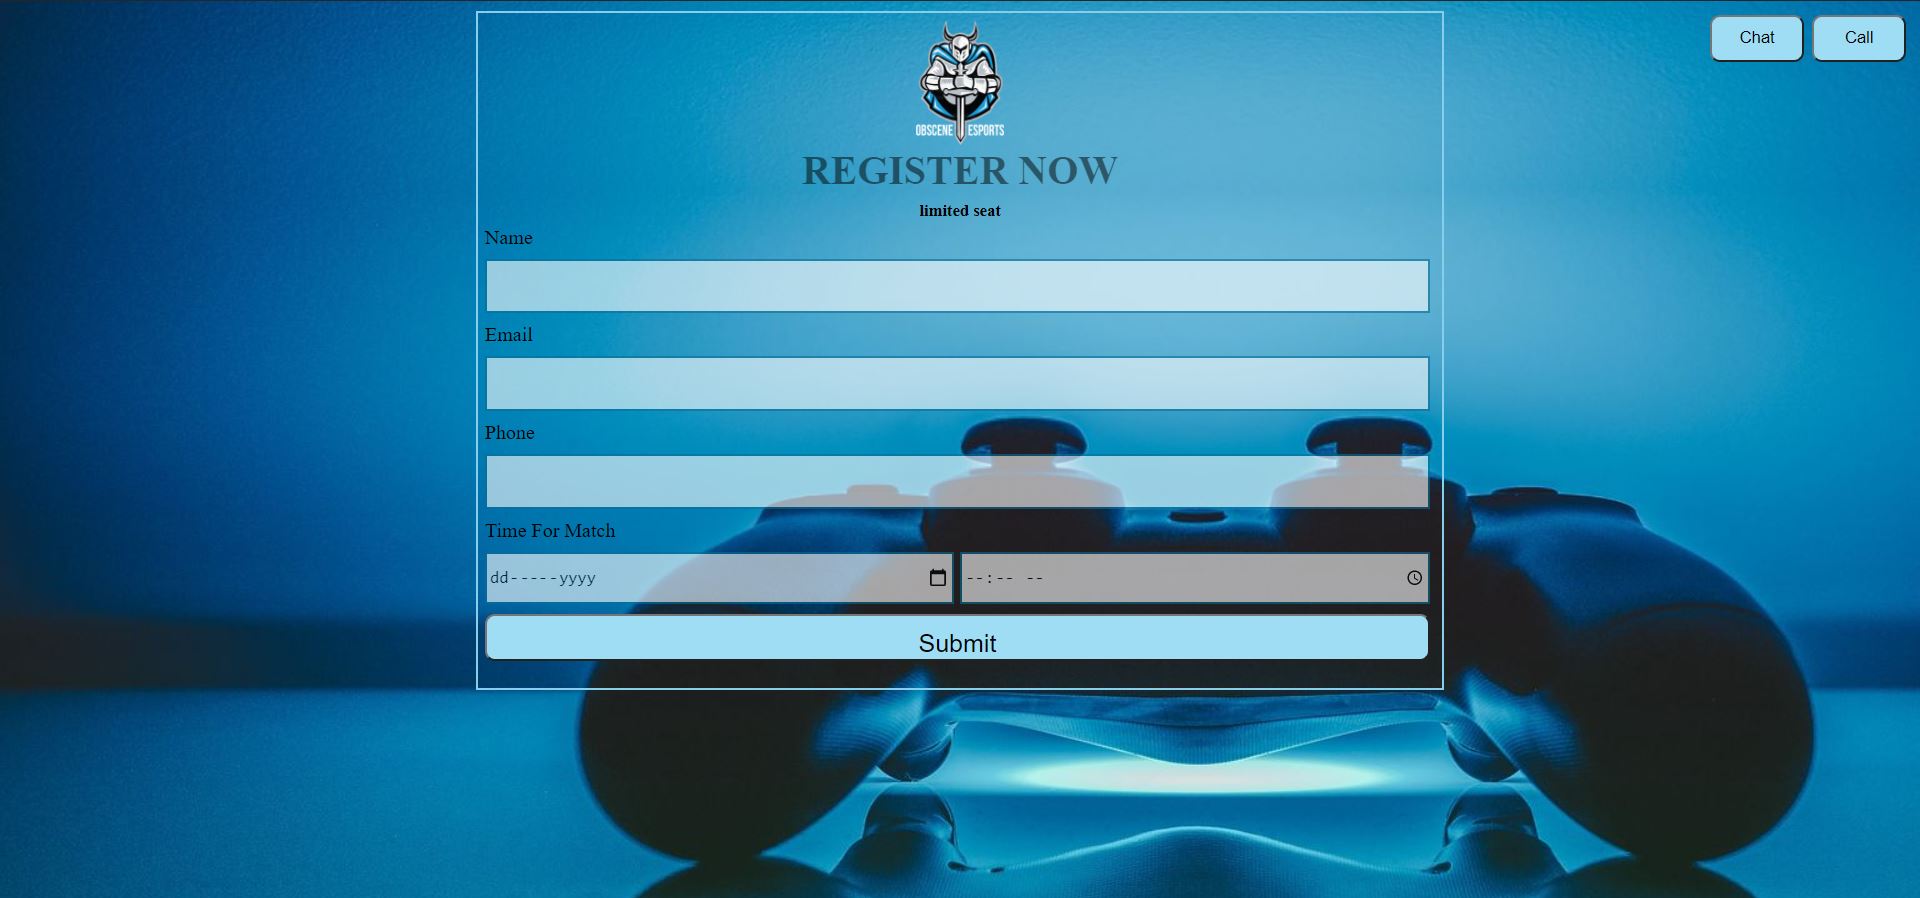 Chat
Call
OBSCENE ESPORTS
REGISTER NOW
limited seat
Name
Email
Phone
Time For Match
dd-----yyyy
--:-- --
Submit